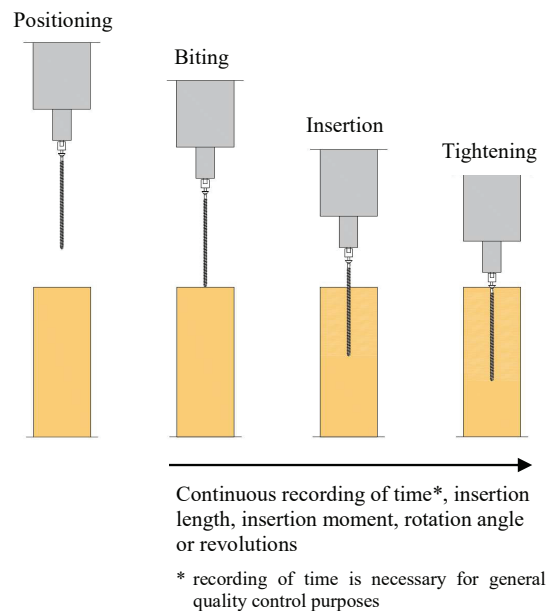 Positioning
Biting
Insertion
Tightening
Continuous recording of time*, insertion
length, insertion moment, rotation angle
or revolutions
* recording of time is necessary for general
quality control purposes